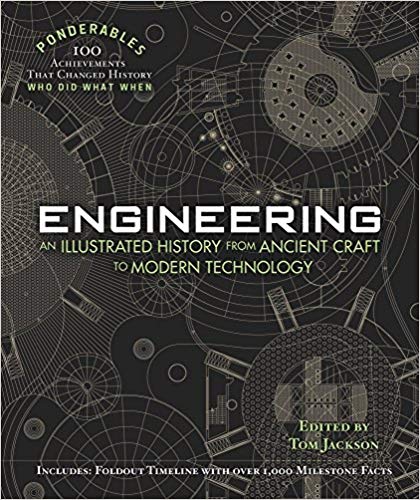 PONDERABLES
100
ACHIEVEMENTS
THAT CHANGED HISTORY
WHO DID WHAT WHEN
ENGINEERING
AN ILLUSTRATED HISTORY FROM ANCIENT CRAFT
TO MODERN TECHNOLOGY
EDITED BY
TOM JACKSON
INCLUDES: FOLDOUT TIMELINE WITH OVER 1,000 MILESTONE FACTS